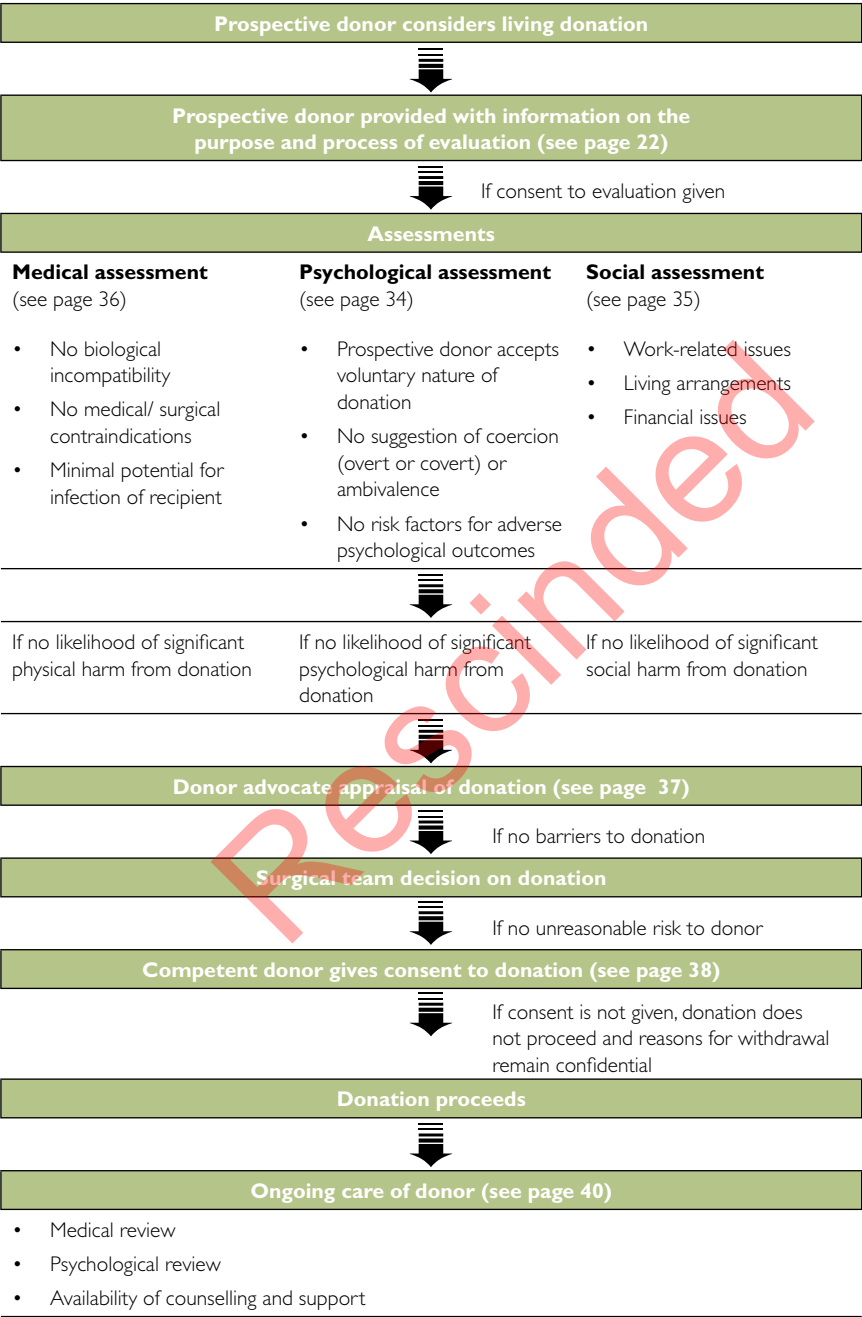 Prospective donor considers living donation
Prospective donor provided with information on the
purpose and process of evaluation (see page 22)
If consent to evaluation given
Assessments
Medical assessment
(see page 36)
• No biological
incompatibility
• No medical/ surgical
contraindications
• Minimal potential for
infection of recipient
Psychological assessment
(see page 34)
• Prospective donor accepts
voluntary nature of
donation
• No suggestion of coercion
(overt or covert) or
ambivalence
• No risk factors for adverse
psychological outcomes
Social assessment
(see page 35)
• Work-related issues
• Living arrangements
• Financial issues
If no likelihood of significant
physical harm from donation
If no likelihood of significant
psychological harm from
donation
If no likelihood of significant
social harm from donation
Donor advocate appraisal of donation (see page 37)
If no barriers to donation
Surgical team decision on donation
If no unreasonable risk to donor
Competent donor gives consent to donation (see page 38)
If consent is not given, donation does
not proceed and reasons for withdrawal
remain confidential
Donation proceeds
Ongoing care of donor (see page 40)
• Medical review
• Psychological review
• Availability of counselling and support
Rescinded